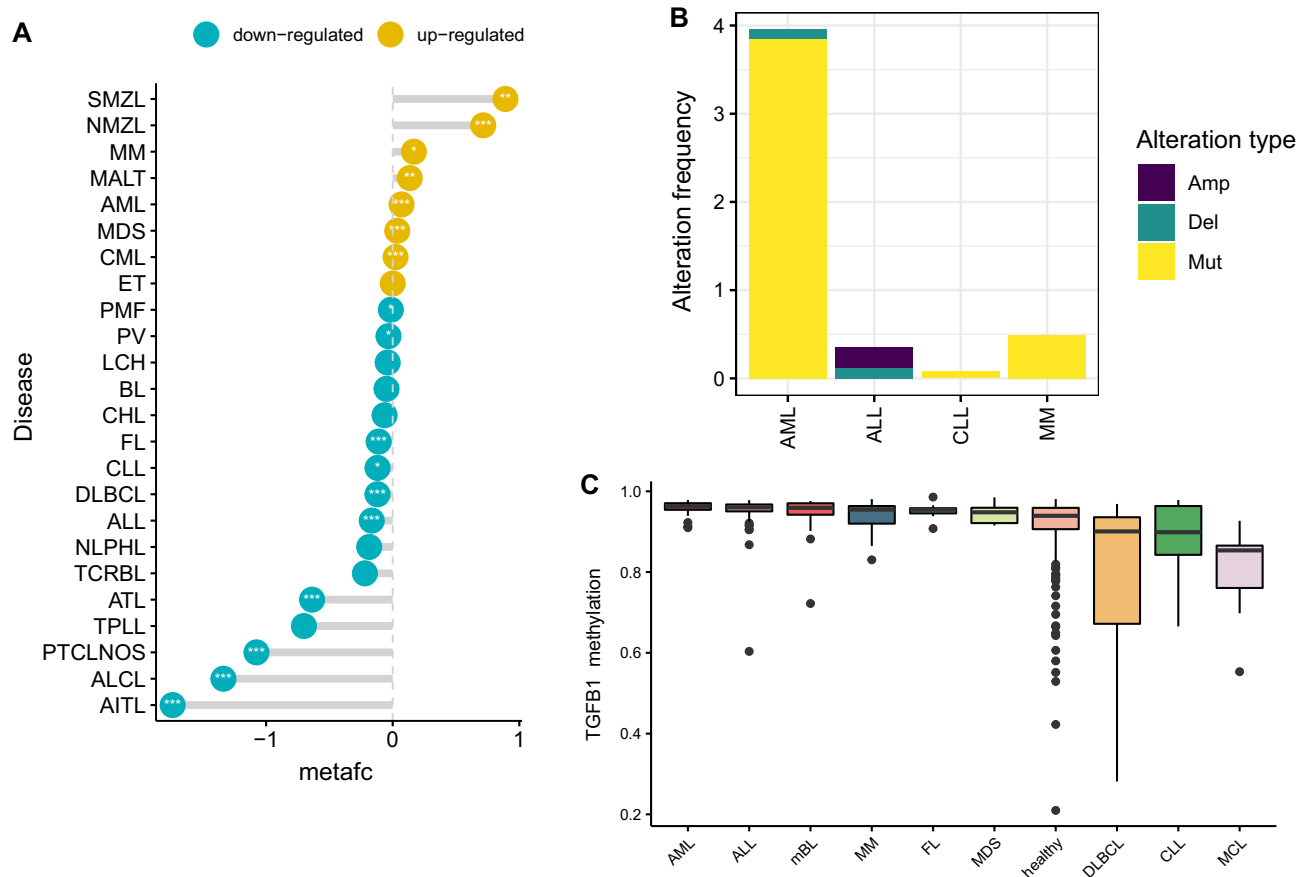 A
down−regulated up−regulated
SMZL **
NMZL ***
MM *
MALT **
AML ***
MDS ***
CML ***
ET
PMF *
PV *
LCH
BL
CHL
FL ***
CLL *
DLBCL ***
ALL ***
NLPHL
TCRBL
ATL ***
TPLL
PTCLNOS ***
ALCL ***
AITL ***
Disease
−1 0 1
metafc
B
4
3
2
1
0
Alteration frequency
AML ALL CLL MM
Alteration type
Amp
Del
Mut
C
1.0
0.8
0.6
0.4
0.2
TGFB1 methylation
AML ALL mBL MM FL MDS healthy DLBCL CLL MCL